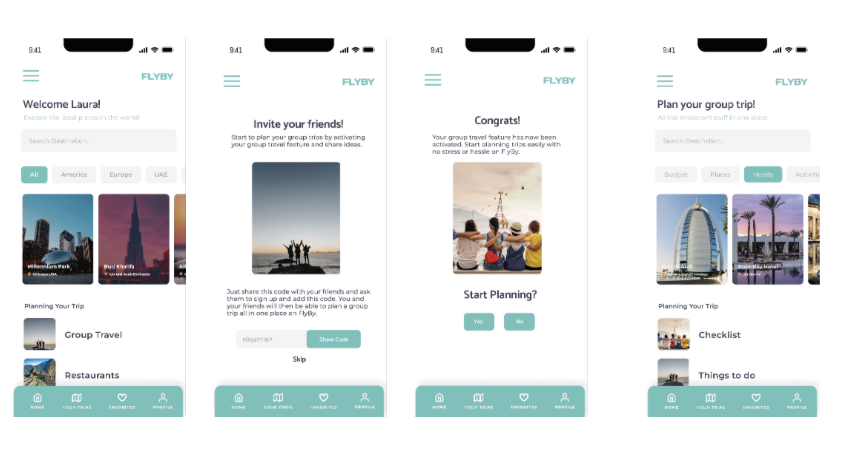 9:41
FLYBY
Welcome Laura!
Explore the best places in the world!
Search Destination...
All
America
Europe
UAE
Millennium Park
Chicago, USA
Burj Khalifa
United Arab Emirates
Planning Your Trip
Group Travel
Restaurants
HOME
YOUR TRIPS
FAVORITES
PROFILE
9:41
FLYBY
Invite your friends!
Start to plan your group trips by activating
your group travel feature and share ideas.
Just share this code with your friends and ask
them to sign up and add this code. You and
your friends will then be able to plan a group
trip all in one place on FlyBy.
Share Code
Skip
HOME
YOUR TRIPS
FAVORITES
PROFILE
9:41
FLYBY
Congrats!
Your group travel feature has now been
activated. Start planning trips easily with
no stress or hassle on FlyBy.
Start Planning?
Yes
No
HOME
YOUR TRIPS
FAVORITES
PROFILE
9:41
FLYBY
Plan your group trip!
All the important stuff in one place.
Search Destination...
Budget
Places
Hotels
Activitie
Rose Bay Hotel
Planning Your Trip
Checklist
Things to do
HOME
YOUR TRIPS
FAVORITES
PROFILE